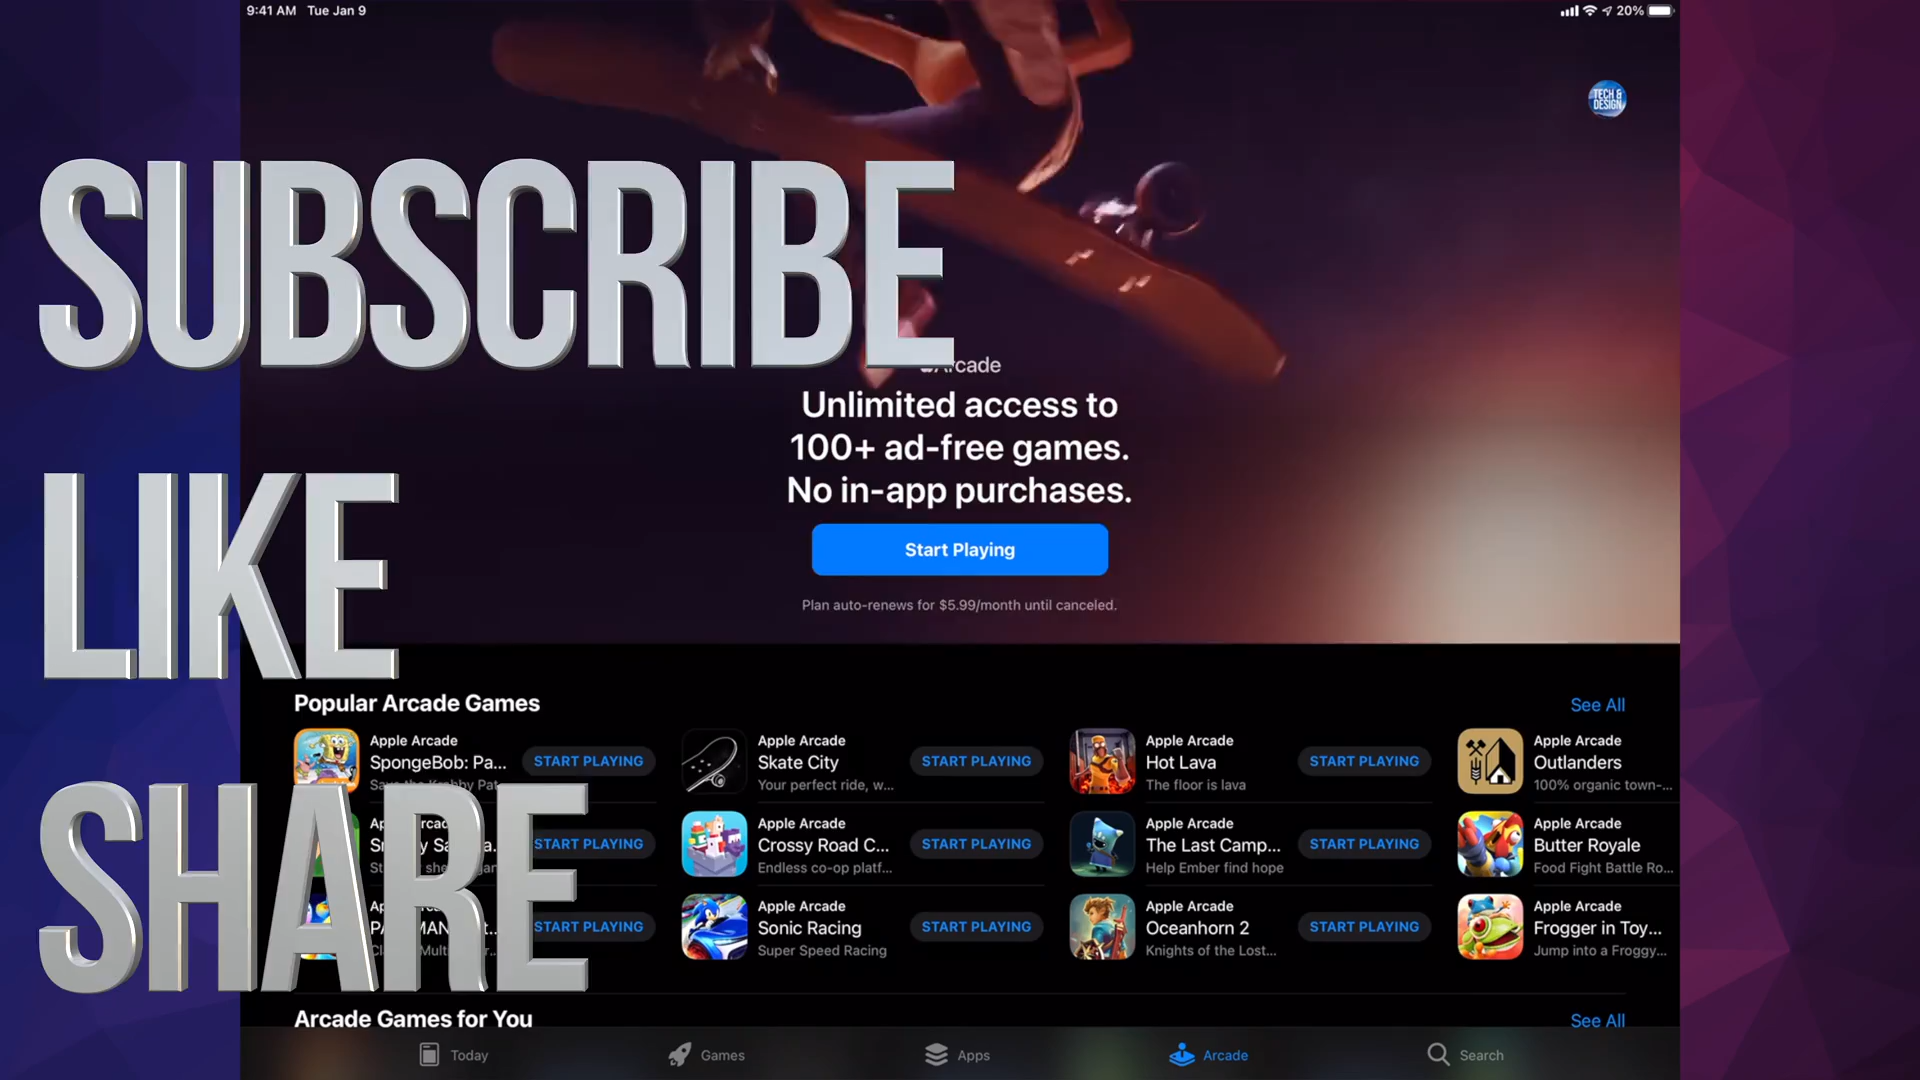 9:41 AM Tue Jan 9
20%
TECH &
DESIGN
SUBSCRIBE
LIKE
SHARE
Arcade
Unlimited access to
100+ ad-free games.
No in-app purchases.
Start Playing
Plan auto-renews for $5.99/month until canceled.
Popular Arcade Games
See All
Apple Arcade
SpongeBob: Pa...
START PLAYING
Apple Arcade
Skate City
Your perfect ride, w...
START PLAYING
Apple Arcade
Hot Lava
The floor is lava
START PLAYING
Apple Arcade
Outlanders
100% organic town-...
START PLAYING
Apple Arcade
Crossy Road C...
Endless co-op platf...
START PLAYING
Apple Arcade
The Last Camp...
Help Ember find hope
START PLAYING
Apple Arcade
Butter Royale
Food Fight Battle Ro...
START PLAYING
Apple Arcade
Sonic Racing
Super Speed Racing
START PLAYING
Apple Arcade
Oceanhorn 2
Knights of the Lost...
START PLAYING
Apple Arcade
Frogger in Toy...
Jump into a Froggy...
Arcade Games for You
See All
Today
Games
Apps
Arcade
Search